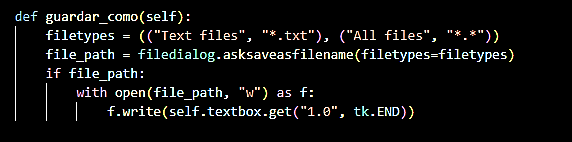 def guardar_como(self):
    filetypes = (("Text files", "*.txt"), ("All files", "*.*"))
    file_path = filedialog.asksaveasfilename(filetypes=filetypes)
    if file_path:
        with open(file_path, "w") as f:
            f.write(self.textbox.get("1.0", tk.END))